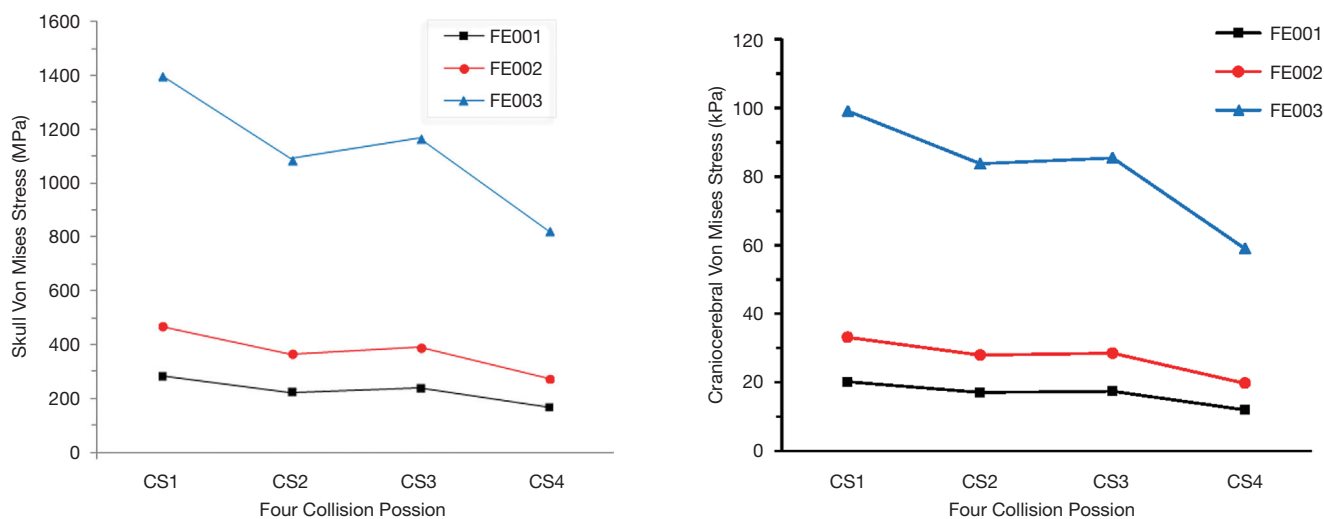 1600
1400
1200
1000
800
600
400
200
0
Skull Von Mises Stress (MPa)
FE001
FE002
FE003
CS1 CS2 CS3 CS4
Four Collision Possion
120
100
80
60
40
20
0
Craniocerebral Von Mises Stress (kPa)
FE001
FE002
FE003
CS1 CS2 CS3 CS4
Four Collision Possion